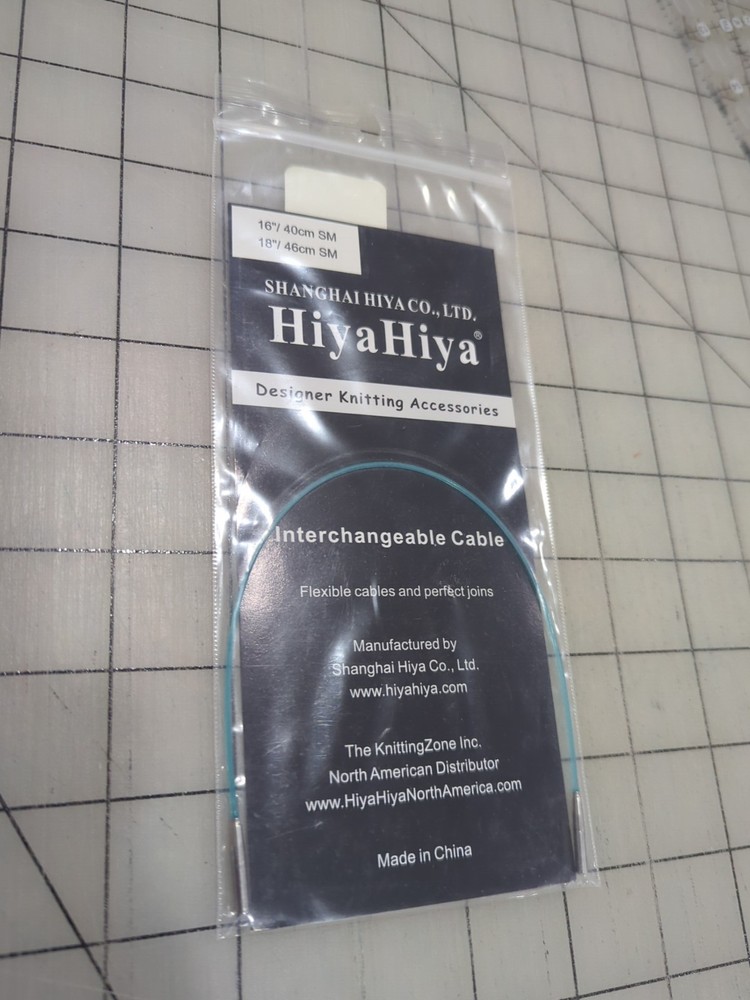 16"/ 40cm SM
18"/ 46cm SM
SHANGHAI HIYA CO., LTD.
HiyaHiya®
Designer Knitting Accessories
Interchangeable Cable
Flexible cables and perfect joins
Manufactured by
Shanghai Hiya Co., Ltd.
www.hiyahiya.com
The KnittingZone Inc.
North American Distributor
www.HiyaHiyaNorthAmerica.com
Made in China